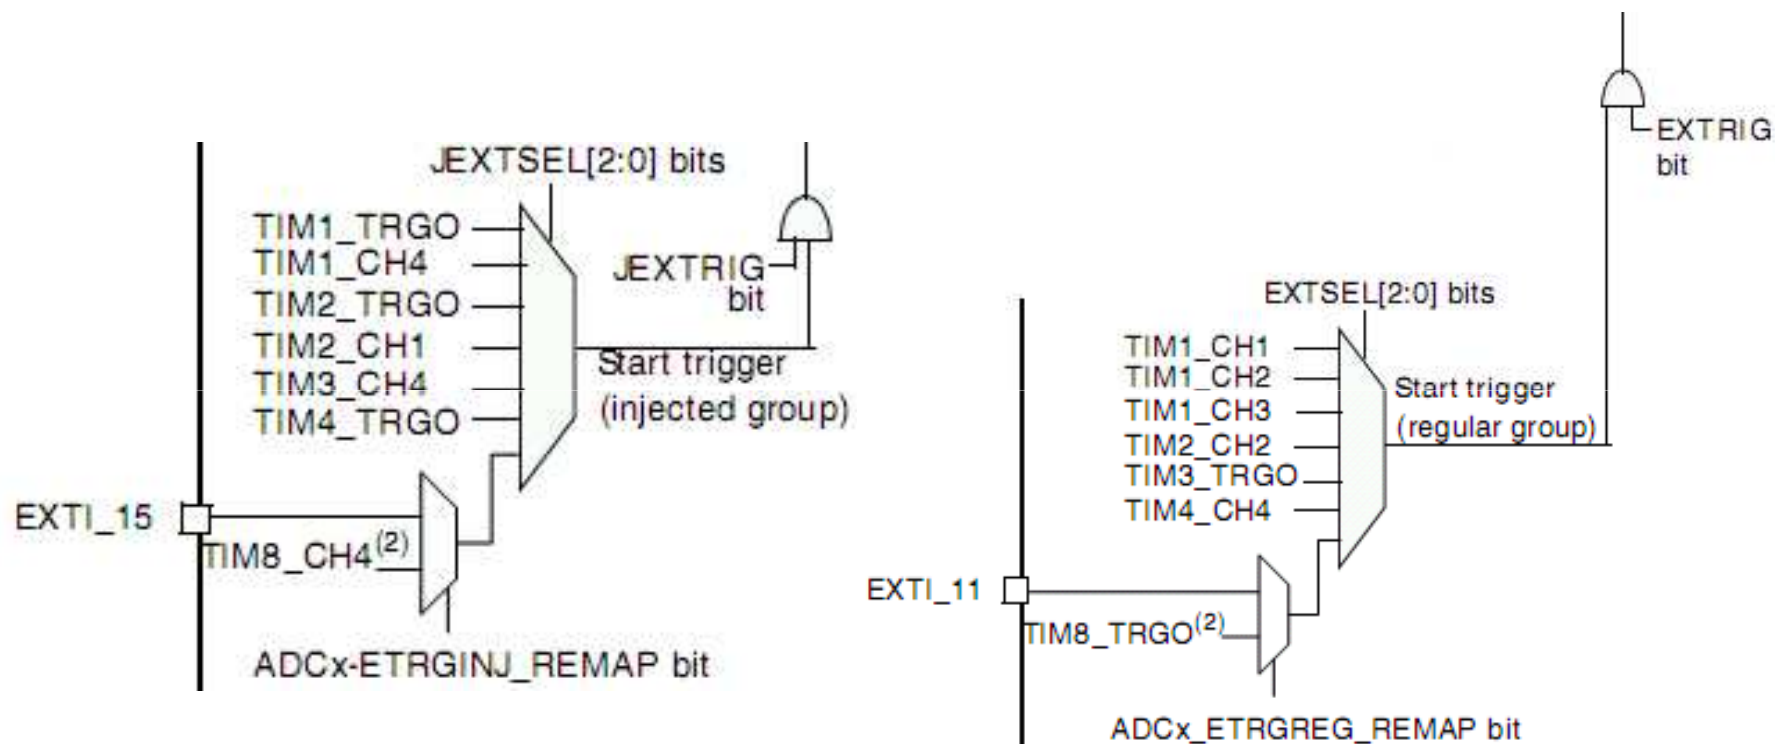 JEXTSEL[2:0] bits
TIM1_TRGO
TIM1_CH4
TIM2_TRGO
TIM2_CH1
TIM3_CH4
TIM4_TRGO
JEXTRIG
bit
Start trigger
(injected group)
EXTI_15
TIM8_CH4(2)
ADCx-ETRGINJ_REMAP bit
EXTRIG
bit
EXTSEL[2:0] bits
TIM1_CH1
TIM1_CH2
TIM1_CH3
TIM2_CH2
TIM3_TRGO
TIM4_CH4
Start trigger
(regular group)
EXTI_11
TIM8_TRGO(2)
ADCx_ETRGREG_REMAP bit